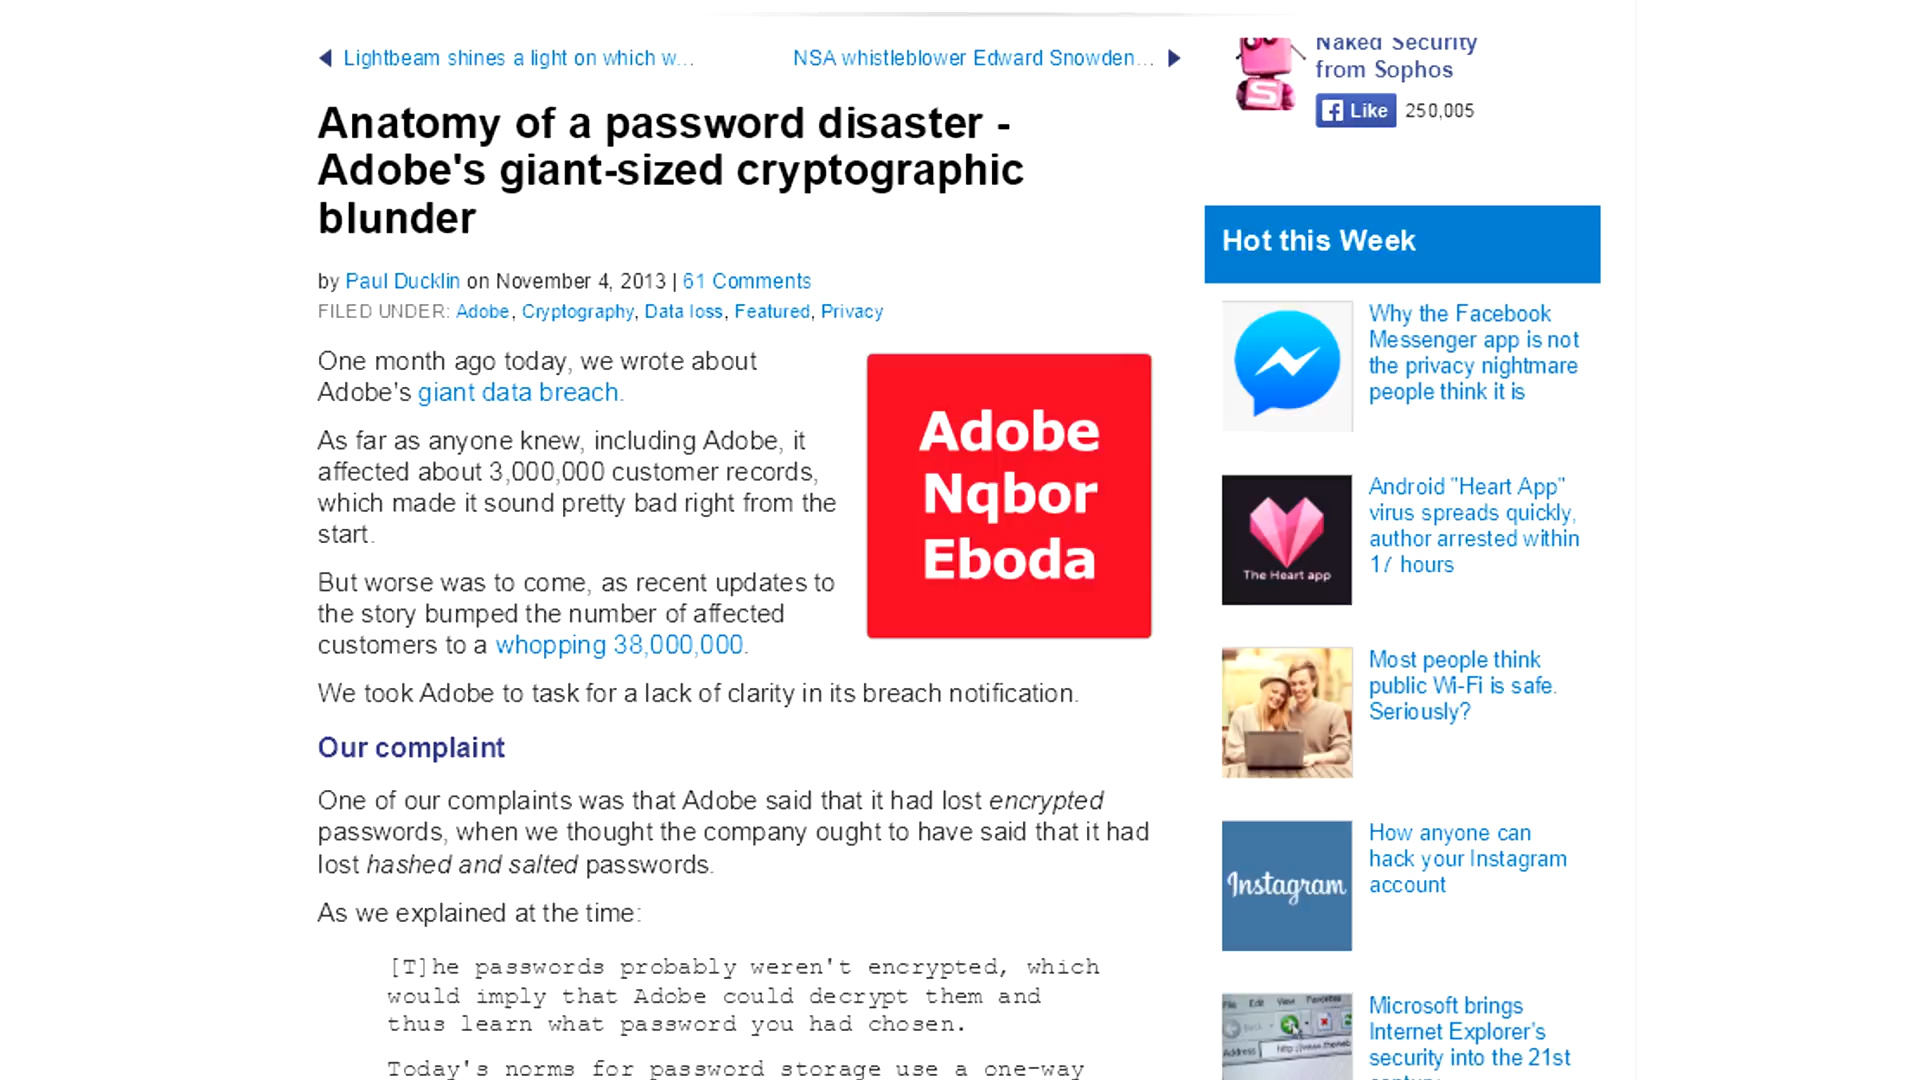 Lightbeam shines a light on which w...
NSA whistleblower Edward Snowden...
Anatomy of a password disaster -
Adobe's giant-sized cryptographic
blunder
by Paul Ducklin on November 4, 2013 | 61 Comments
FILED UNDER: Adobe, Cryptography, Data loss, Featured, Privacy
One month ago today, we wrote about
Adobe's giant data breach.
As far as anyone knew, including Adobe, it
affected about 3,000,000 customer records,
which made it sound pretty bad right from the
start.
But worse was to come, as recent updates to
the story bumped the number of affected
customers to a whopping 38,000,000.
Adobe
Nqbor
Eboda
We took Adobe to task for a lack of clarity in its breach notification.
Our complaint
One of our complaints was that Adobe said that it had lost encrypted
passwords, when we thought the company ought to have said that it had
lost hashed and salted passwords.
As we explained at the time:
[T]he passwords probably weren't encrypted, which
would imply that Adobe could decrypt them and
thus learn what password you had chosen.
Today's norms for password storage use a one-way
Naked Security
from Sophos
Like 250,005
Hot this Week
Why the Facebook
Messenger app is not
the privacy nightmare
people think it is
The Heart app
Android "Heart App"
virus spreads quickly,
author arrested within
17 hours
Most people think
public Wi-Fi is safe.
Seriously?
Instagram
How anyone can
hack your Instagram
account
File Edit View Favorites
Back
Address http://www.theweb
Microsoft brings
Internet Explorer's
security into the 21st